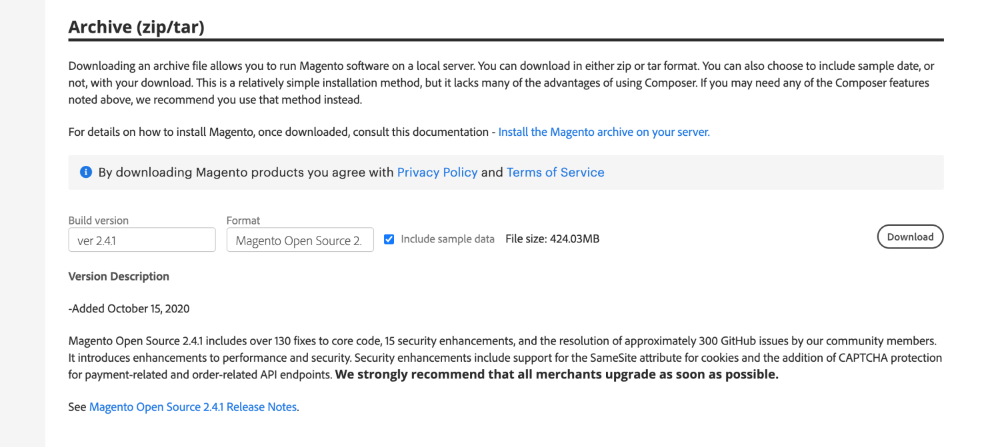 Archive (zip/tar)
Downloading an archive file allows you to run Magento software on a local server. You can download in either zip or tar format. You can also choose to include sample date, or
not, with your download. This is a relatively simple installation method, but it lacks many of the advantages of using Composer. If you may need any of the Composer features
noted above, we recommend you use that method instead.
For details on how to install Magento, once downloaded, consult this documentation - Install the Magento archive on your server.
By downloading Magento products you agree with Privacy Policy and Terms of Service
Build version
Format
ver 2.4.1
Magento Open Source 2.
Include sample data
File size: 424.03MB
Download
Version Description
-Added October 15, 2020
Magento Open Source 2.4.1 includes over 130 fixes to core code, 15 security enhancements, and the resolution of approximately 300 GitHub issues by our community members.
It introduces enhancements to performance and security. Security enhancements include support for the SameSite attribute for cookies and the addition of CAPTCHA protection
for payment-related and order-related API endpoints. We strongly recommend that all merchants upgrade as soon as possible.
See Magento Open Source 2.4.1 Release Notes.